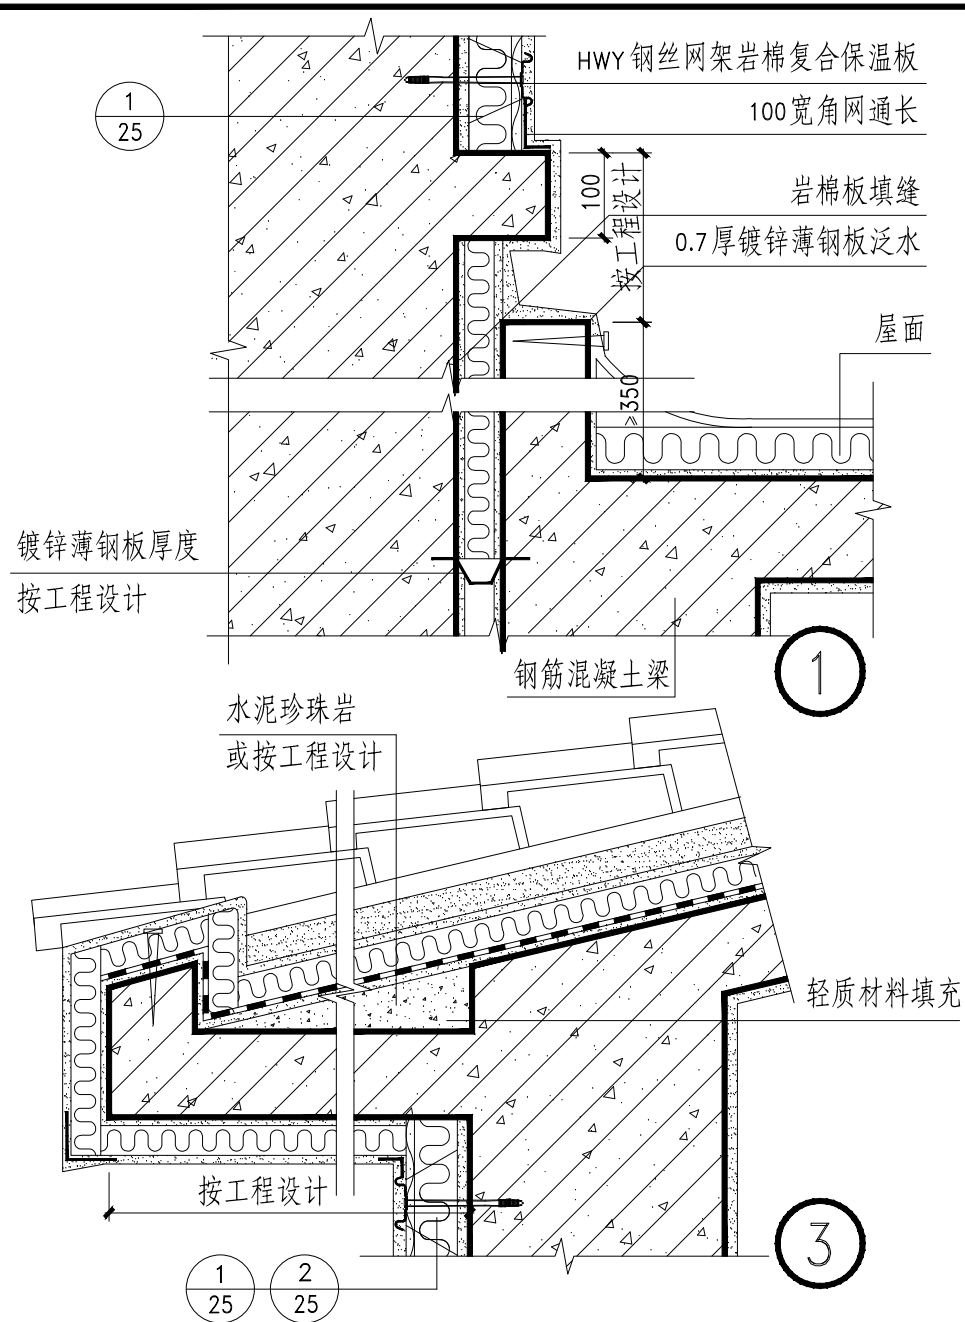 HWY钢丝网架岩棉复合保温板
1
25
100宽角网通长
100
按工程设计
岩棉板填缝
0.7厚镀锌薄钢板泛水
屋面
≥350
镀锌薄钢板厚度
按工程设计
钢筋混凝土梁
1
水泥珍珠岩
或按工程设计
轻质材料填充
按工程设计
3
1
25
2
25